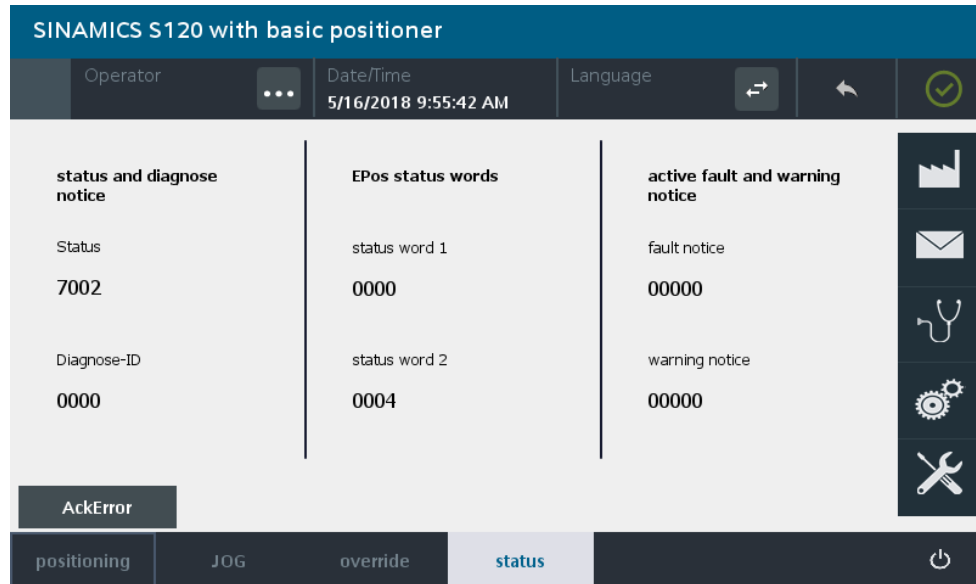 SINAMICS S120 with basic positioner
Operator
...
Date/Time
5/16/2018 9:55:42 AM
Language
status and diagnose
notice
Status
7002
Diagnose-ID
0000
EPos status words
status word 1
0000
status word 2
0004
active fault and warning
notice
fault notice
00000
warning notice
00000
AckError
positioning JOG override status